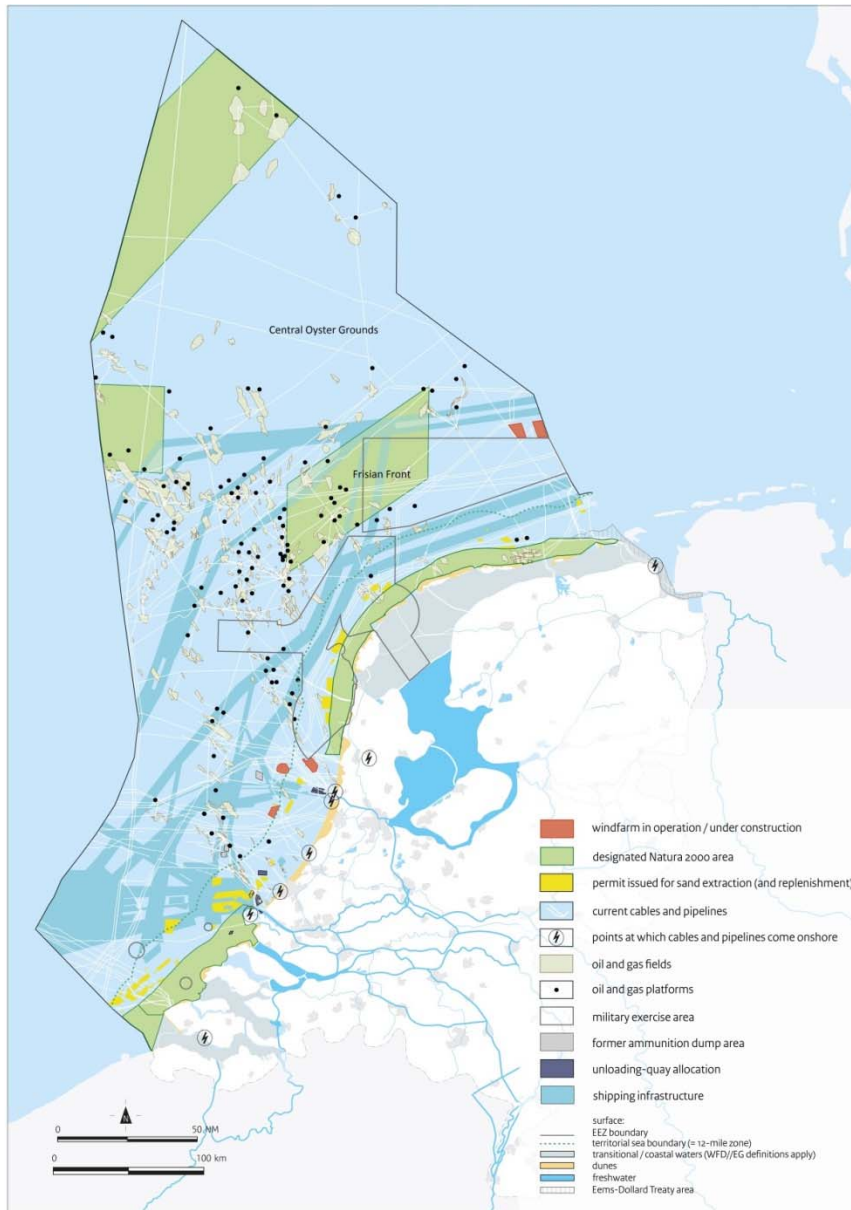 Central Oyster Grounds
Frisian Front
windfarm in operation / under construction
designated Natura 2000 area
permit issued for sand extraction (and replenishment)
current cables and pipelines
points at which cables and pipelines come onshore
oil and gas fields
oil and gas platforms
military exercise area
former ammunition dump area
unloading-quay allocation
shipping infrastructure
surface:
EEZ boundary
territorial sea boundary (= 12-mile zone)
transitional / coastal waters (WFD//EG definitions apply)
dunes
freshwater
Eems-Dollard Treaty area
N
0 50 NM
0 100 km